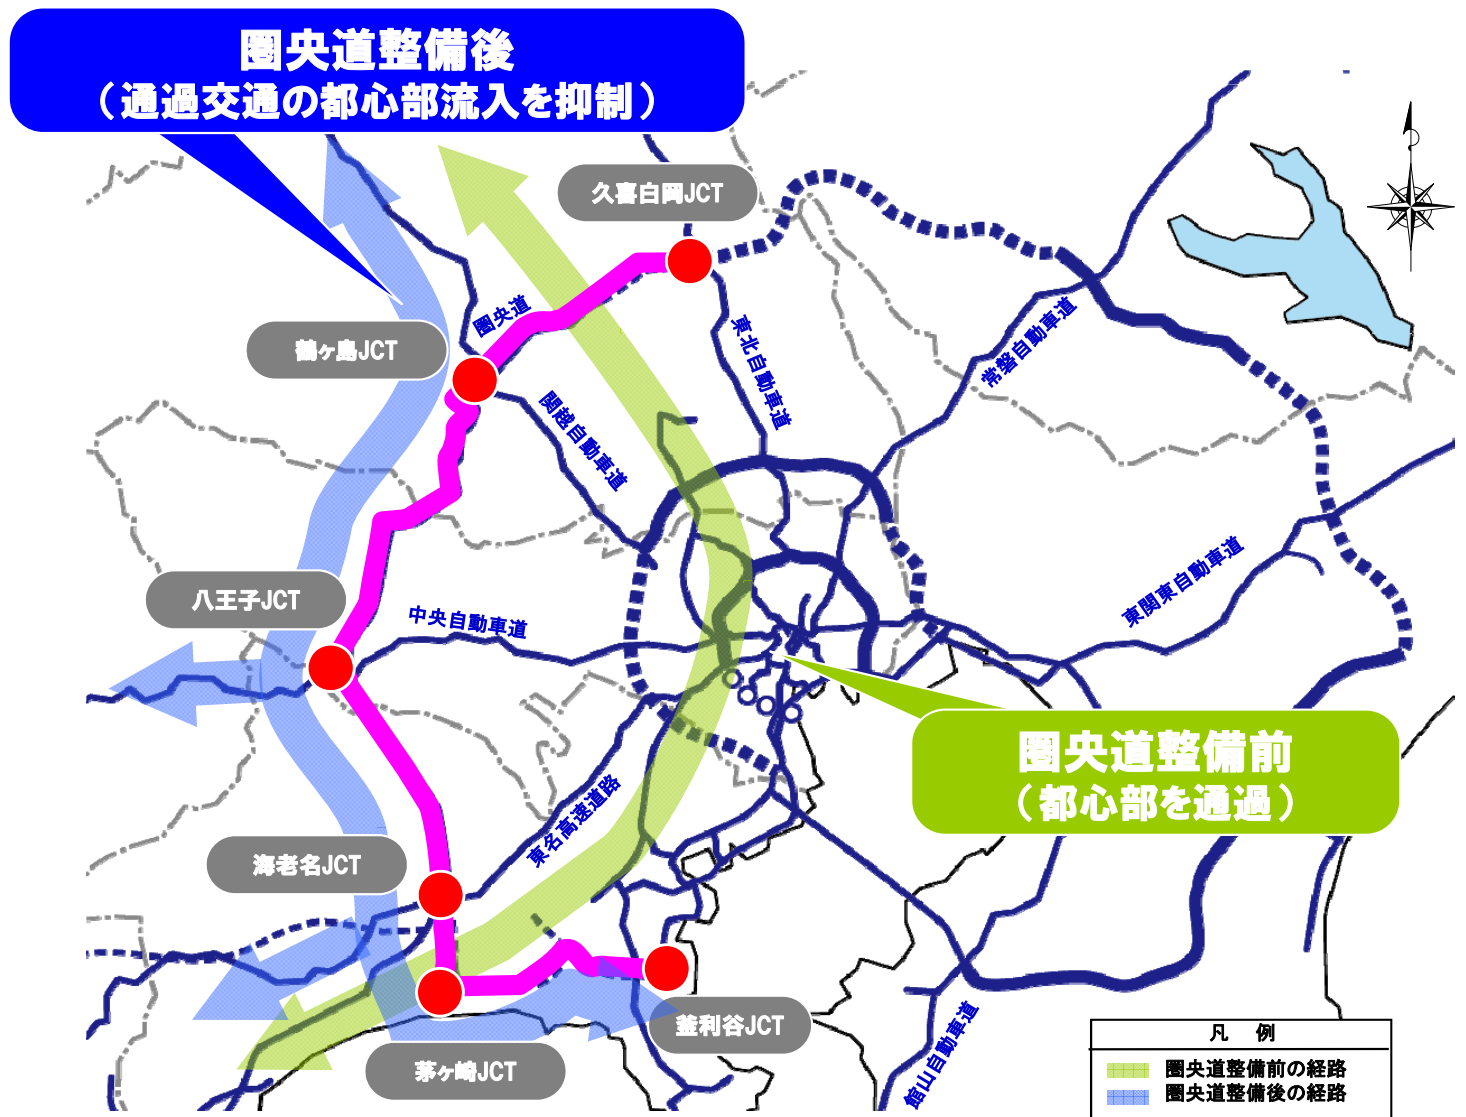 圏央道整備後
（通過交通の都心部流入を抑制）
久喜白岡JCT
圏央道
鶴ヶ島JCT
東北自動車道
常磐自動車道
関越自動車道
八王子JCT
中央自動車道
東関東自動車道
圏央道整備前
（都心部を通過）
東名高速道路
海老名JCT
釜利谷JCT
茅ヶ崎JCT
館山自動車道
凡 例
圏央道整備前の経路
圏央道整備後の経路